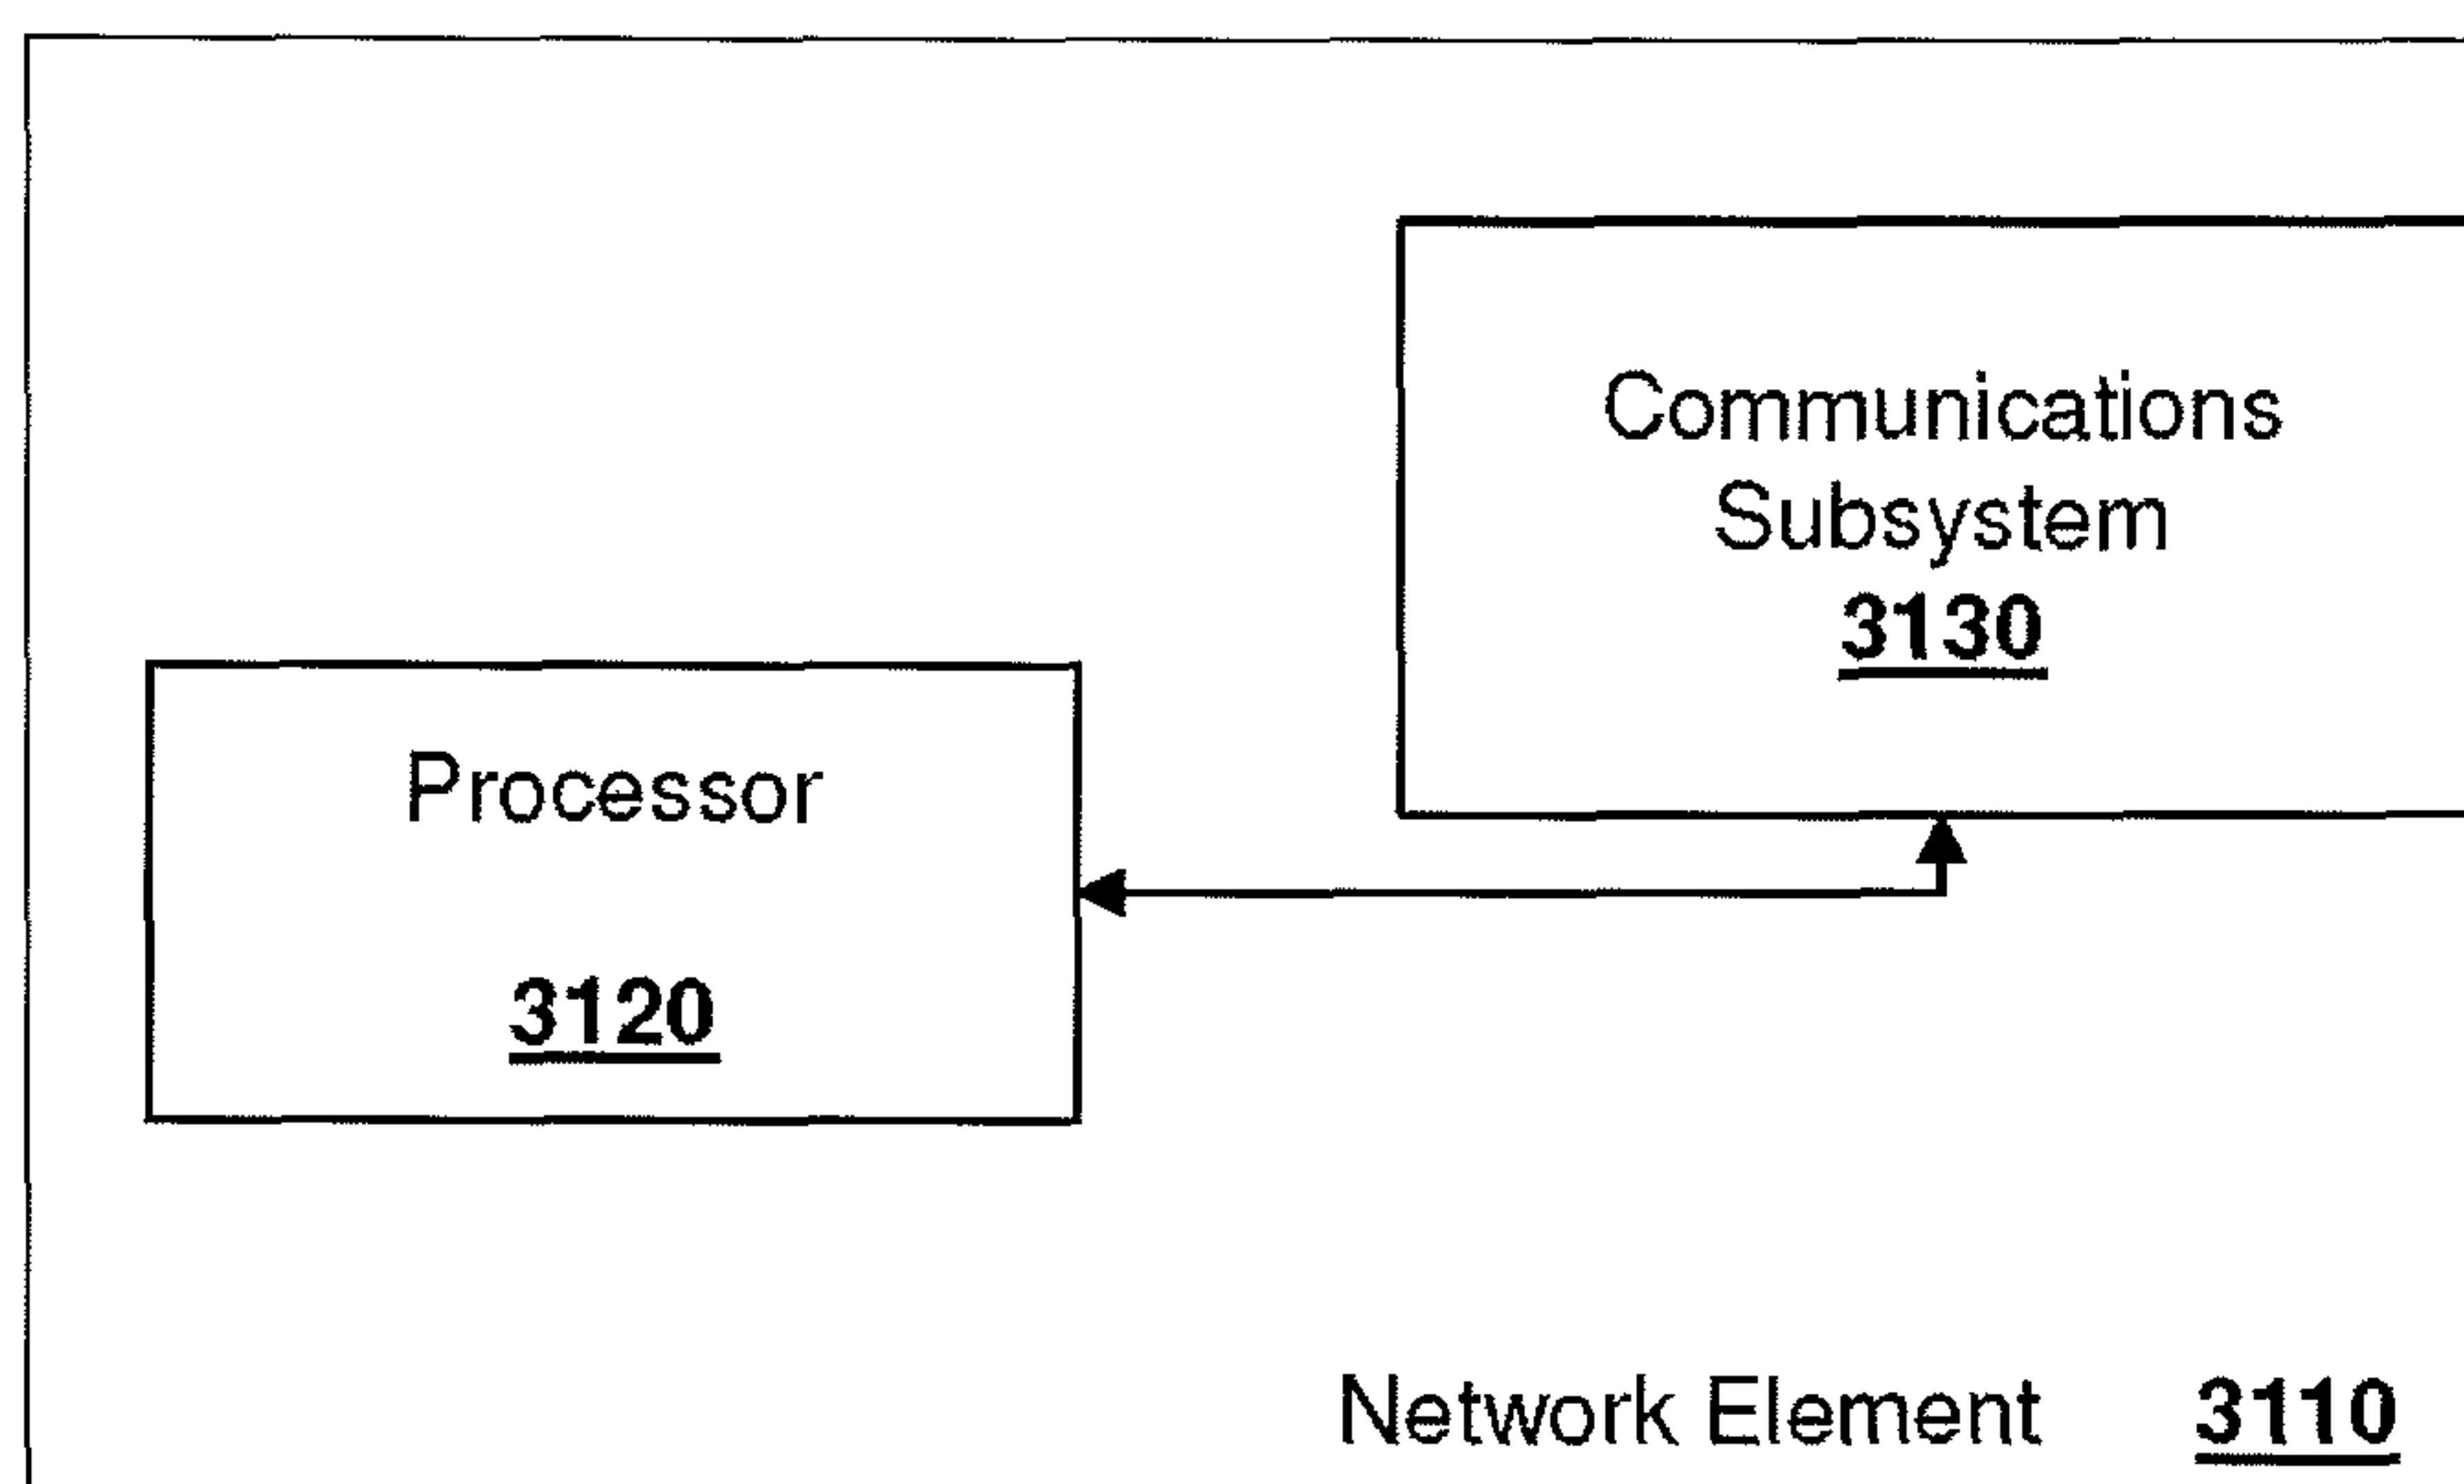 Communications
Subsystem
3130
Processor
3120
Network Element 3110